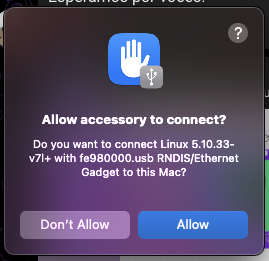 Esperamos por voces!
?
Allow accessory to connect?
Do you want to connect Linux 5.10.33-
v7l+ with fe980000.usb RNDIS/Ethernet
Gadget to this Mac?
Don't Allow
Allow